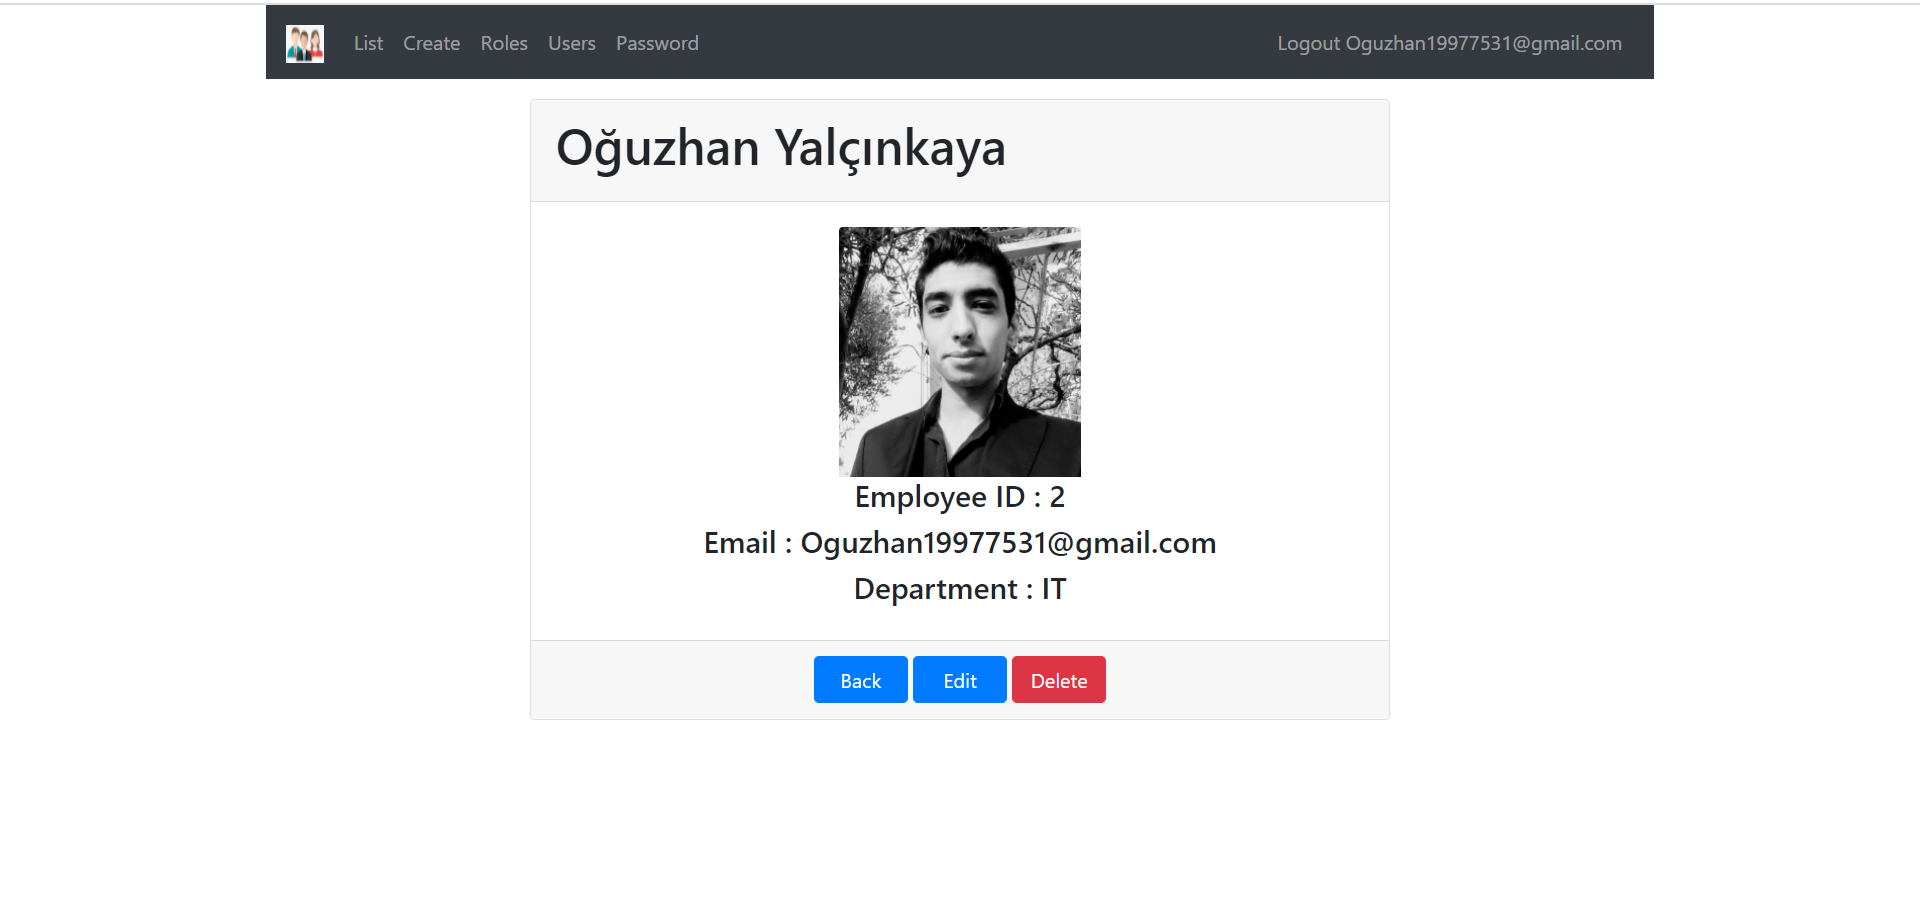 List Create Roles Users Password Logout Oguzhan19977531@gmail.com
Oğuzhan Yalçınkaya
Employee ID : 2
Email : Oguzhan19977531@gmail.com
Department : IT
Back Edit Delete